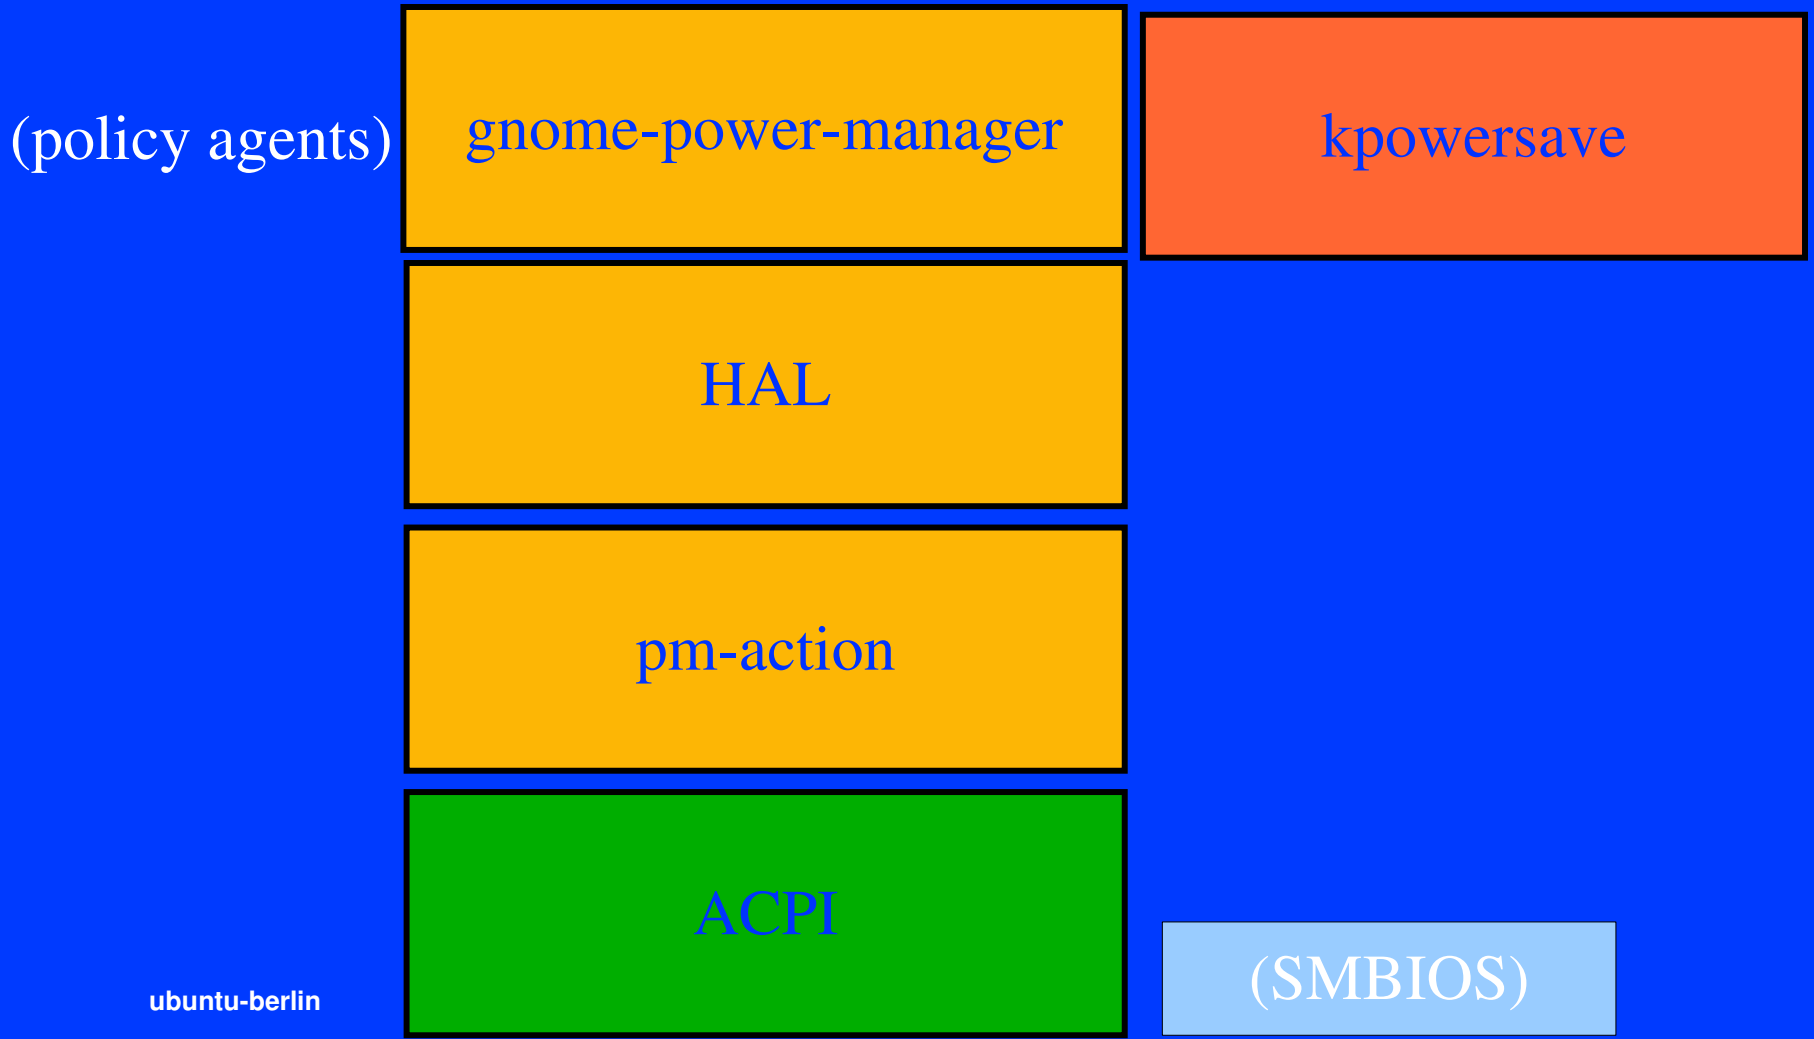 (policy agents)
gnome-power-manager
kpowersave
HAL
pm-action
ACPI
(SMBIOS)
ubuntu-berlin